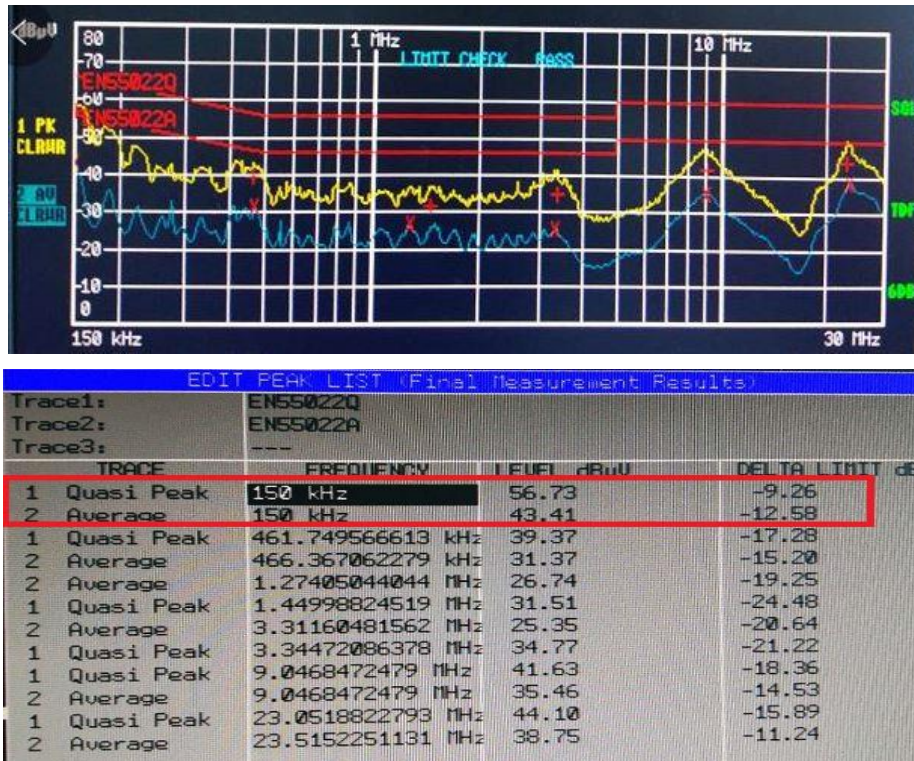 dBµV
80
1 MHz
10 MHz
LIMIT CHECK PASS
-70
EN55022Q
-60
EN55022A
1 PK
CLRWR
-50
-40
2 AV
CLRWR
-30
TDF
-20
-10
6DB
0
150 kHz
30 MHz
EDIT PEAK LIST (Final Measurement Results)
Trace1: EN55022Q
Trace2: EN55022A
Trace3: ---
TRACE FREQUENCY LEVEL dBµV DELTA LIMIT dB
1 Quasi Peak 150 kHz 56.73 -9.26
2 Average 150 kHz 43.41 -12.58
1 Quasi Peak 461.749566613 kHz 39.37 -17.28
2 Average 466.367062279 kHz 31.37 -15.20
2 Average 1.27405044044 MHz 26.74 -19.25
1 Quasi Peak 1.44998824519 MHz 31.51 -24.48
2 Average 3.31160481562 MHz 25.35 -20.64
1 Quasi Peak 3.34472086378 MHz 34.77 -21.22
1 Quasi Peak 9.0468472479 MHz 41.63 -18.36
2 Average 9.0468472479 MHz 35.46 -14.53
1 Quasi Peak 23.0518822793 MHz 44.10 -15.89
2 Average 23.5152251131 MHz 38.75 -11.24